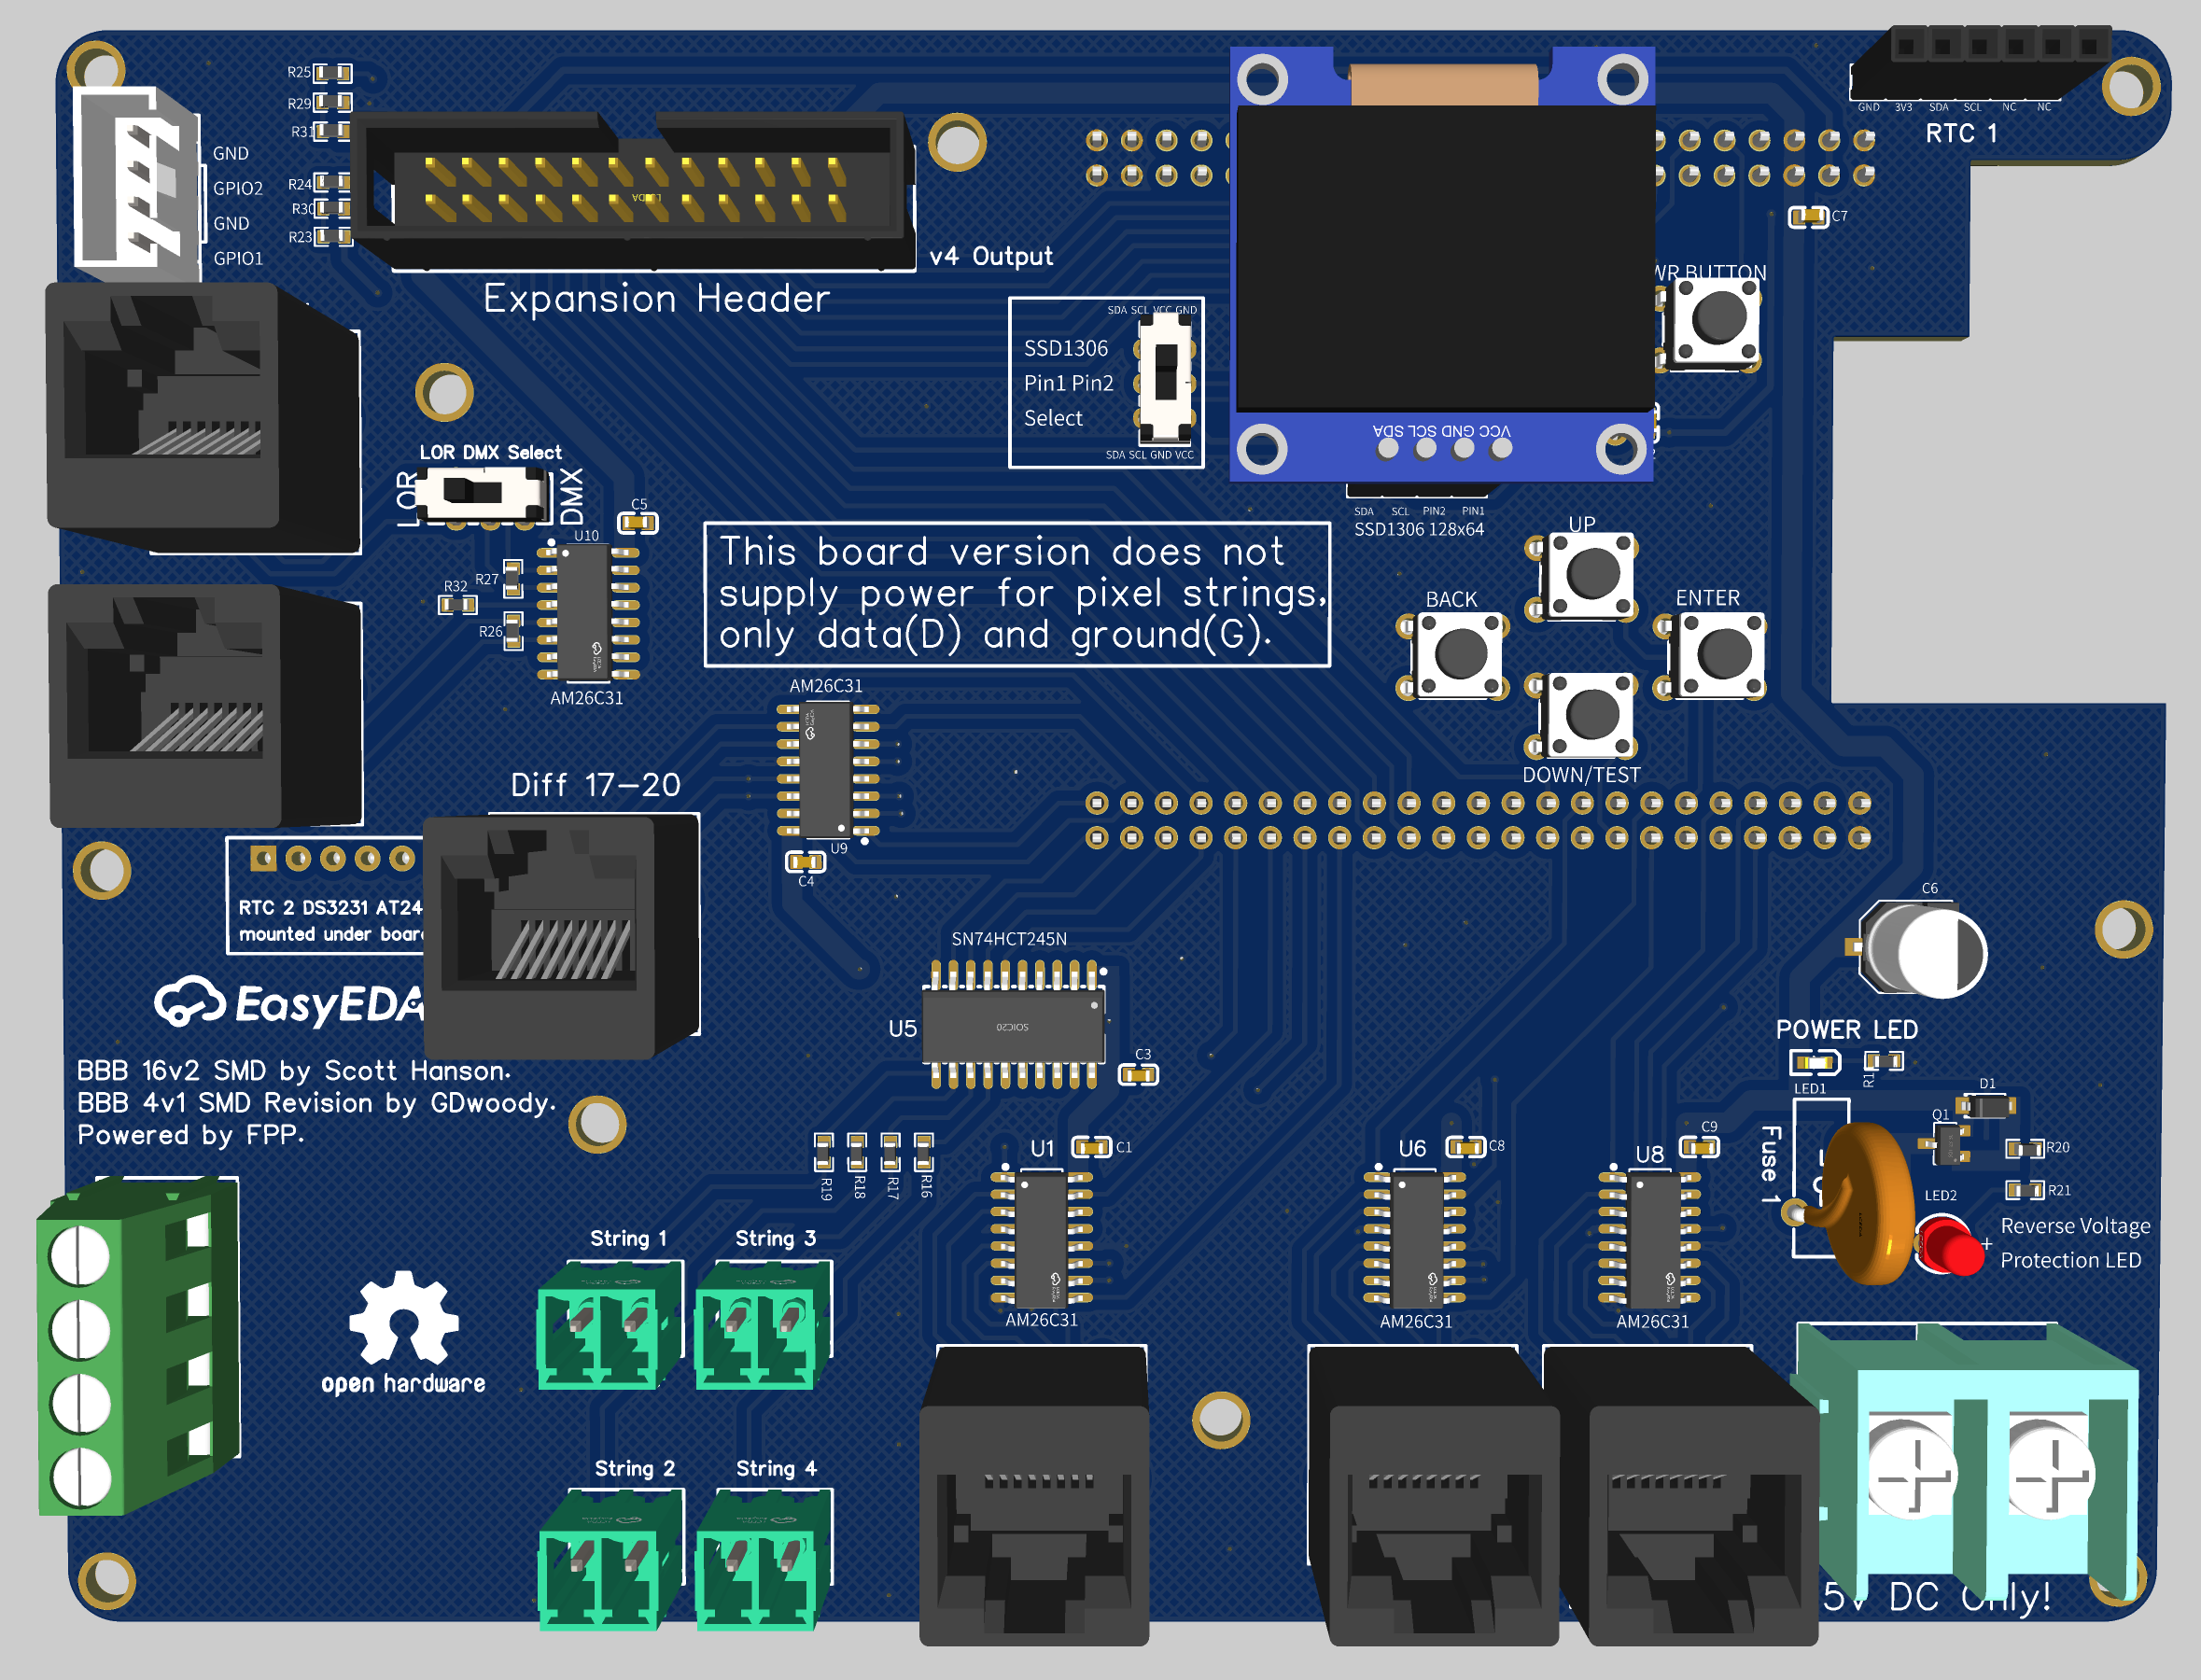 R25
R29
R31
R24
R30
R23
GND
GPIO2
GND
GPIO1
v4 Output
Expansion Header
GND 3V3 SDA SCL NC NC
RTC 1
C7
WR BUTTON
SDA SCL VCC GND
SSD1306
Pin1 Pin2
Select
SDA SCL GND VCC
VCC GND SCL SDA
SDA SCL PIN2 PIN1
SSD1306 128x64
LOR DMX Select
LOR
DMX
C5
U10
R27
R32
R26
AM26C31
This board version does not
supply power for pixel strings,
only data(D) and ground(G).
UP
BACK
ENTER
DOWN/TEST
AM26C31
U9
C4
Diff 17-20
RTC 2 DS3231 AT24
mounted under board
EasyEDA
BBB 16v2 SMD by Scott Hanson.
BBB 4v1 SMD Revision by GDwoody.
Powered by FPP.
SN74HCT245N
U5
SOIC20
C3
C6
POWER LED
LED1
R1
D1
Q1
R20
R21
Fuse 1
LED2
+
Reverse Voltage
Protection LED
R19
R18
R17
R16
U1
C1
AM26C31
U6
C8
AM26C31
U8
C9
AM26C31
String 1
String 3
String 2
String 4
open hardware
5V DC Only!